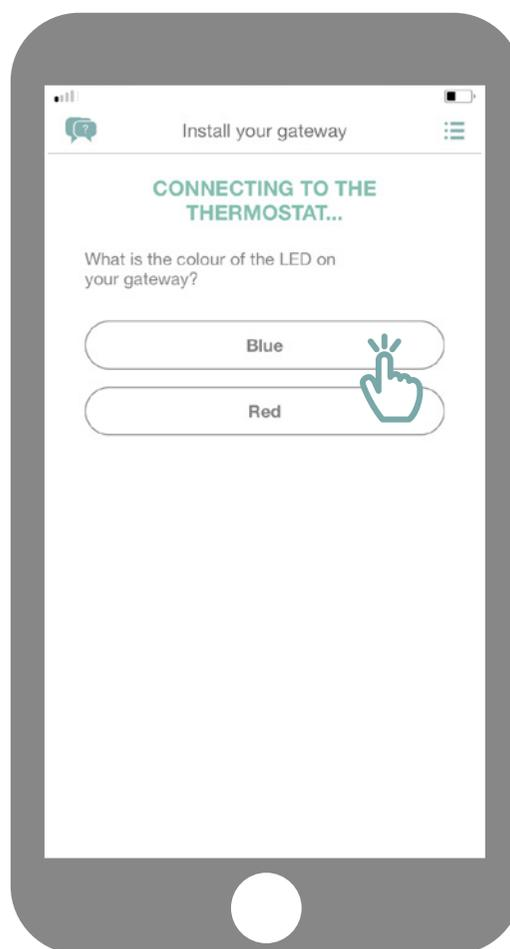 Install your gateway
CONNECTING TO THE
THERMOSTAT...
What is the colour of the LED on
your gateway?
Blue
Red